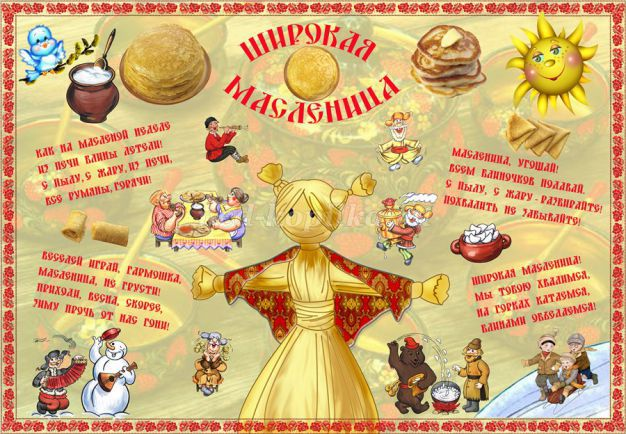 ШИРОКАЯ
МАСЛЕНИЦА
КАК НА МАСЛЕНОЙ НЕДЕЛЕ
ИЗ ПЕЧИ БЛИНЫ ЛЕТЕЛИ!
С ПЫЛУ, С ЖАРУ, ИЗ ПЕЧИ,
ВСЕ РУМЯНЫ, ГОРЯЧИ!
МАСЛЕНИЦА, УГОЩАЙ!
ВСЕМ БЛИНОЧКОВ ПОДАВАЙ.
С ПЫЛУ, С ЖАРУ - РАЗБИРАЙТЕ!
ПОХВАЛИТЬ НЕ ЗАБЫВАЙТЕ!
ВЕСЕЛЕЙ ИГРАЙ, ГАРМОШКА,
МАСЛЕНИЦА, НЕ ГРУСТИ!
ПРИХОДИ, ВЕСНА, СКОРЕЕ,
ЗИМУ ПРОЧЬ ОТ НАС ГОНИ!
ШИРОКАЯ МАСЛЕНИЦА!
МЫ ТОБОЮ ХВАЛИМСЯ,
НА ГОРКАХ КАТАЕМСЯ,
БЛИНАМИ ОБЪЕДАЕМСЯ!